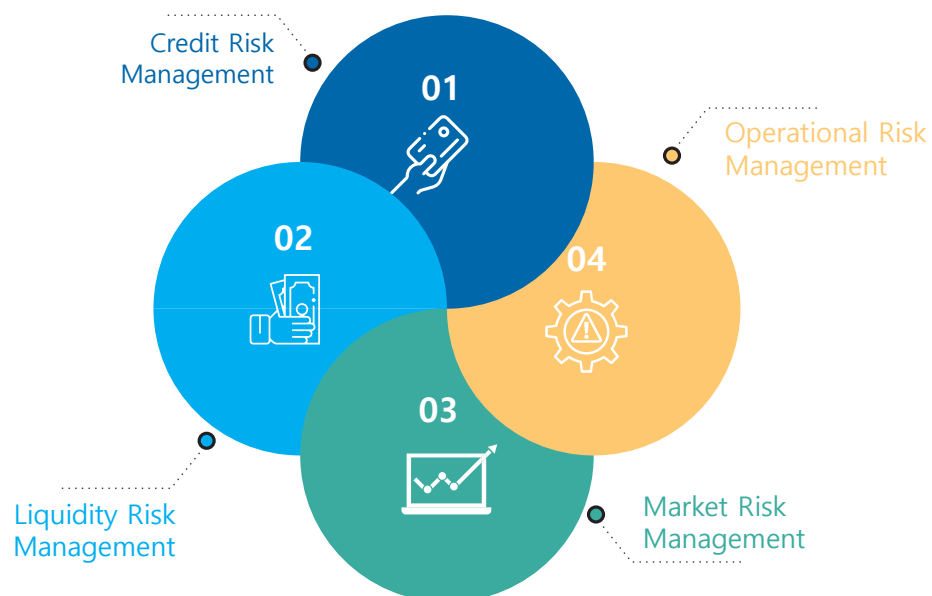 Credit Risk
Management
01
Operational Risk
Management
02
04
03
Liquidity Risk
Management
Market Risk
Management